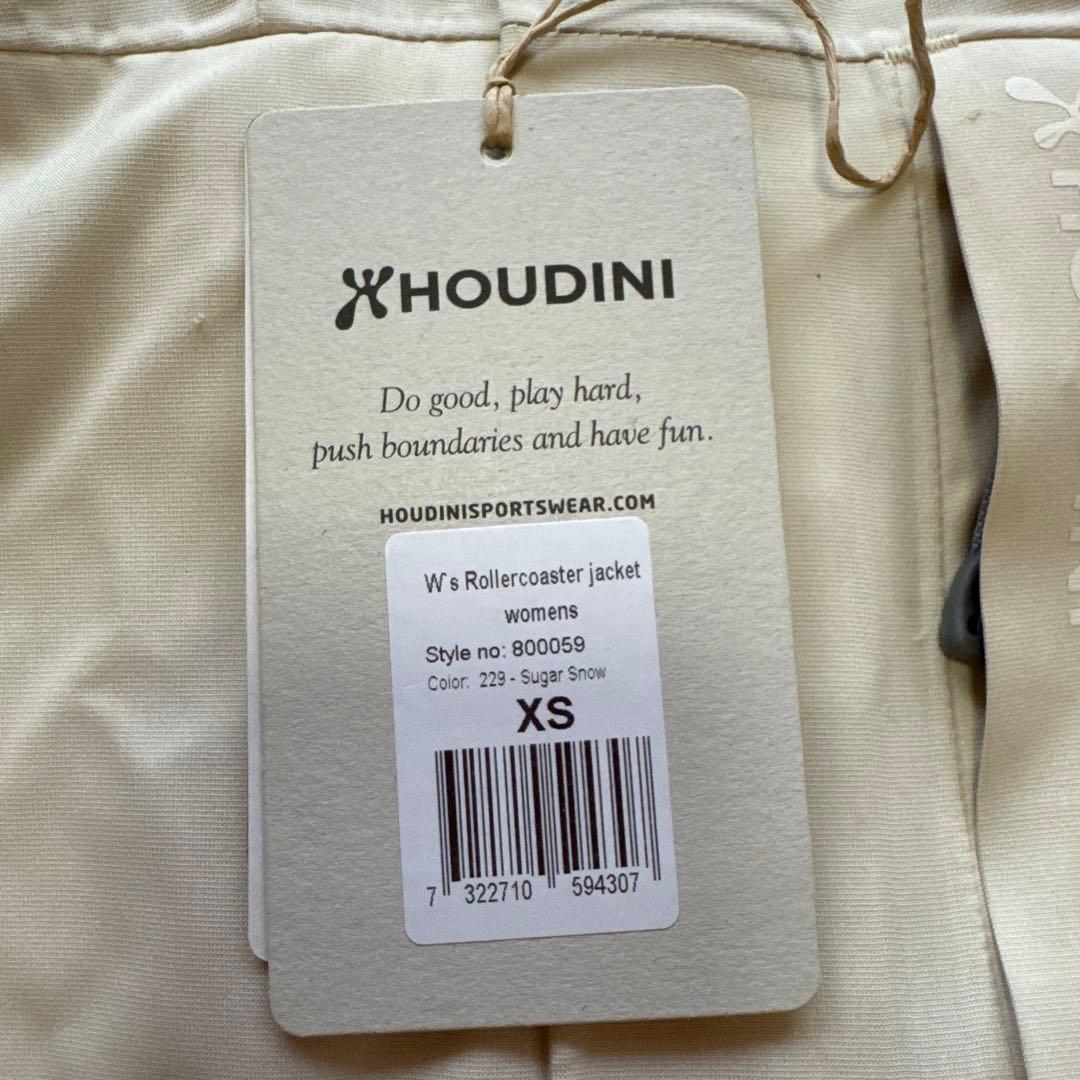 HOUDINI
Do good, play hard,
push boundaries and have fun.
HOUDINISPORTSWEAR.COM
W's Rollercoaster jacket
womens
Style no: 800059
Color: 229 - Sugar Snow
XS
7 322710 594307